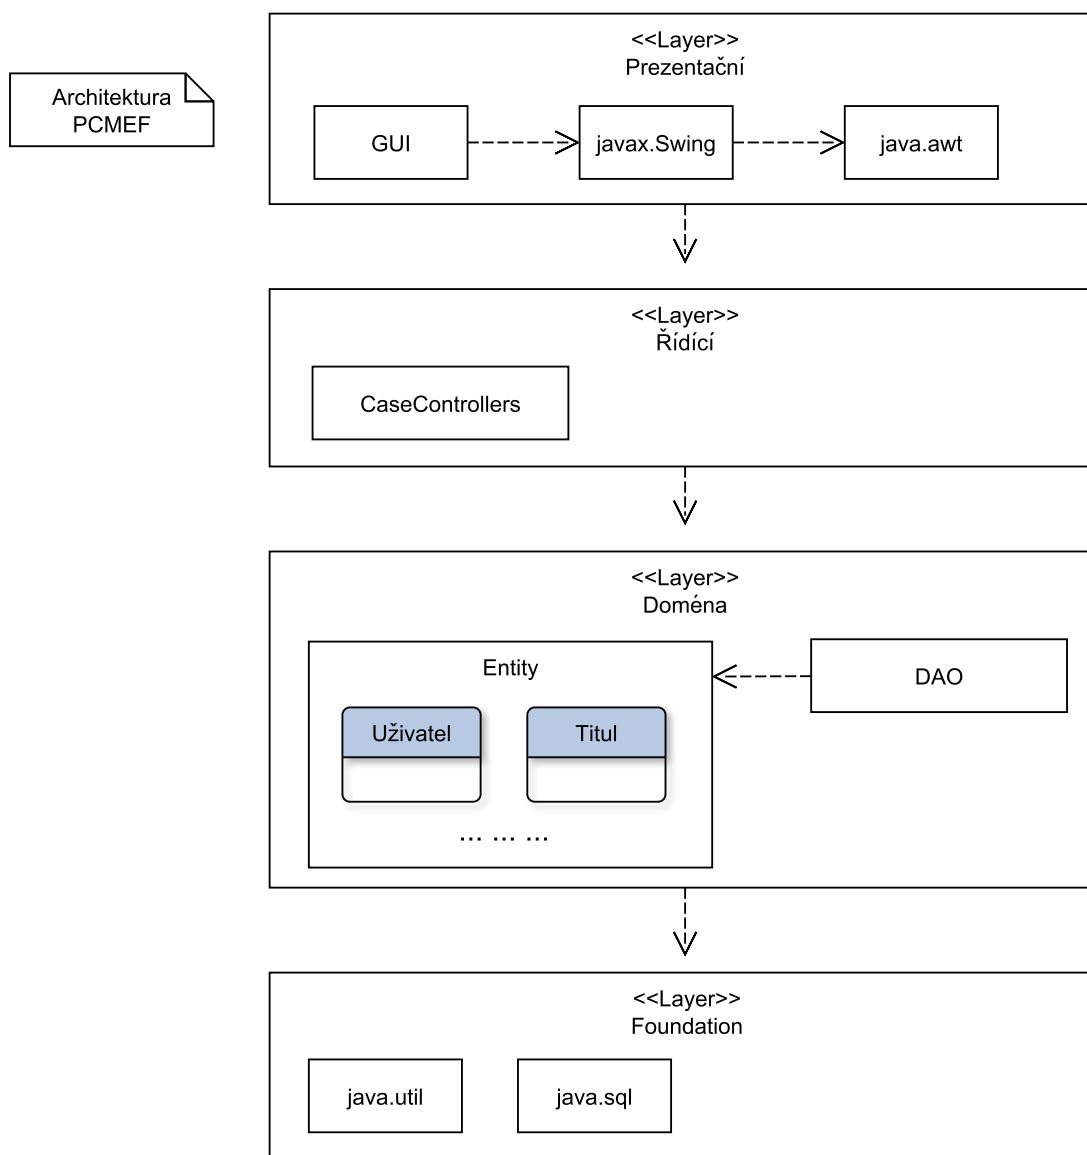 Architektura
PCMEF
<<Layer>>
Prezentační
GUI
javax.Swing
java.awt
<<Layer>>
Řídící
CaseControllers
<<Layer>>
Doména
Entity
DAO
Uživatel
Titul
... ... ...
<<Layer>>
Foundation
java.util
java.sql